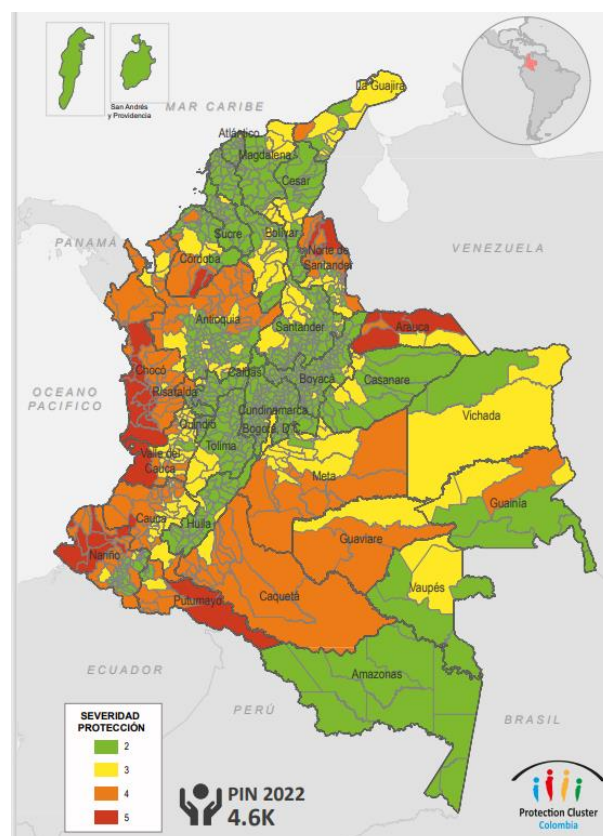 San Andrés
y Providencia
MAR CARIBE
La Guajira
Atlántico
Magdalena
Cesar
PANAMÁ
Sucre
Bolívar
Córdoba
Norte de
Santander
VENEZUELA
Antioquia
Santander
Arauca
Chocó
Caldas
Boyacá
Casanare
Risaralda
OCEANO
PACIFICO
Cundinamarca
Vichada
Quindio
Bogotá, D.C.
Tolima
Valle del
Cauca
Meta
Guainía
Cauca
Huila
Guaviare
Nariño
Vaupés
Putumayo
Caquetá
ECUADOR
Amazonas
PERÚ
BRASIL
SEVERIDAD
PROTECCIÓN
2
3
4
5
PIN 2022
4.6K
Protection Cluster
Colombia